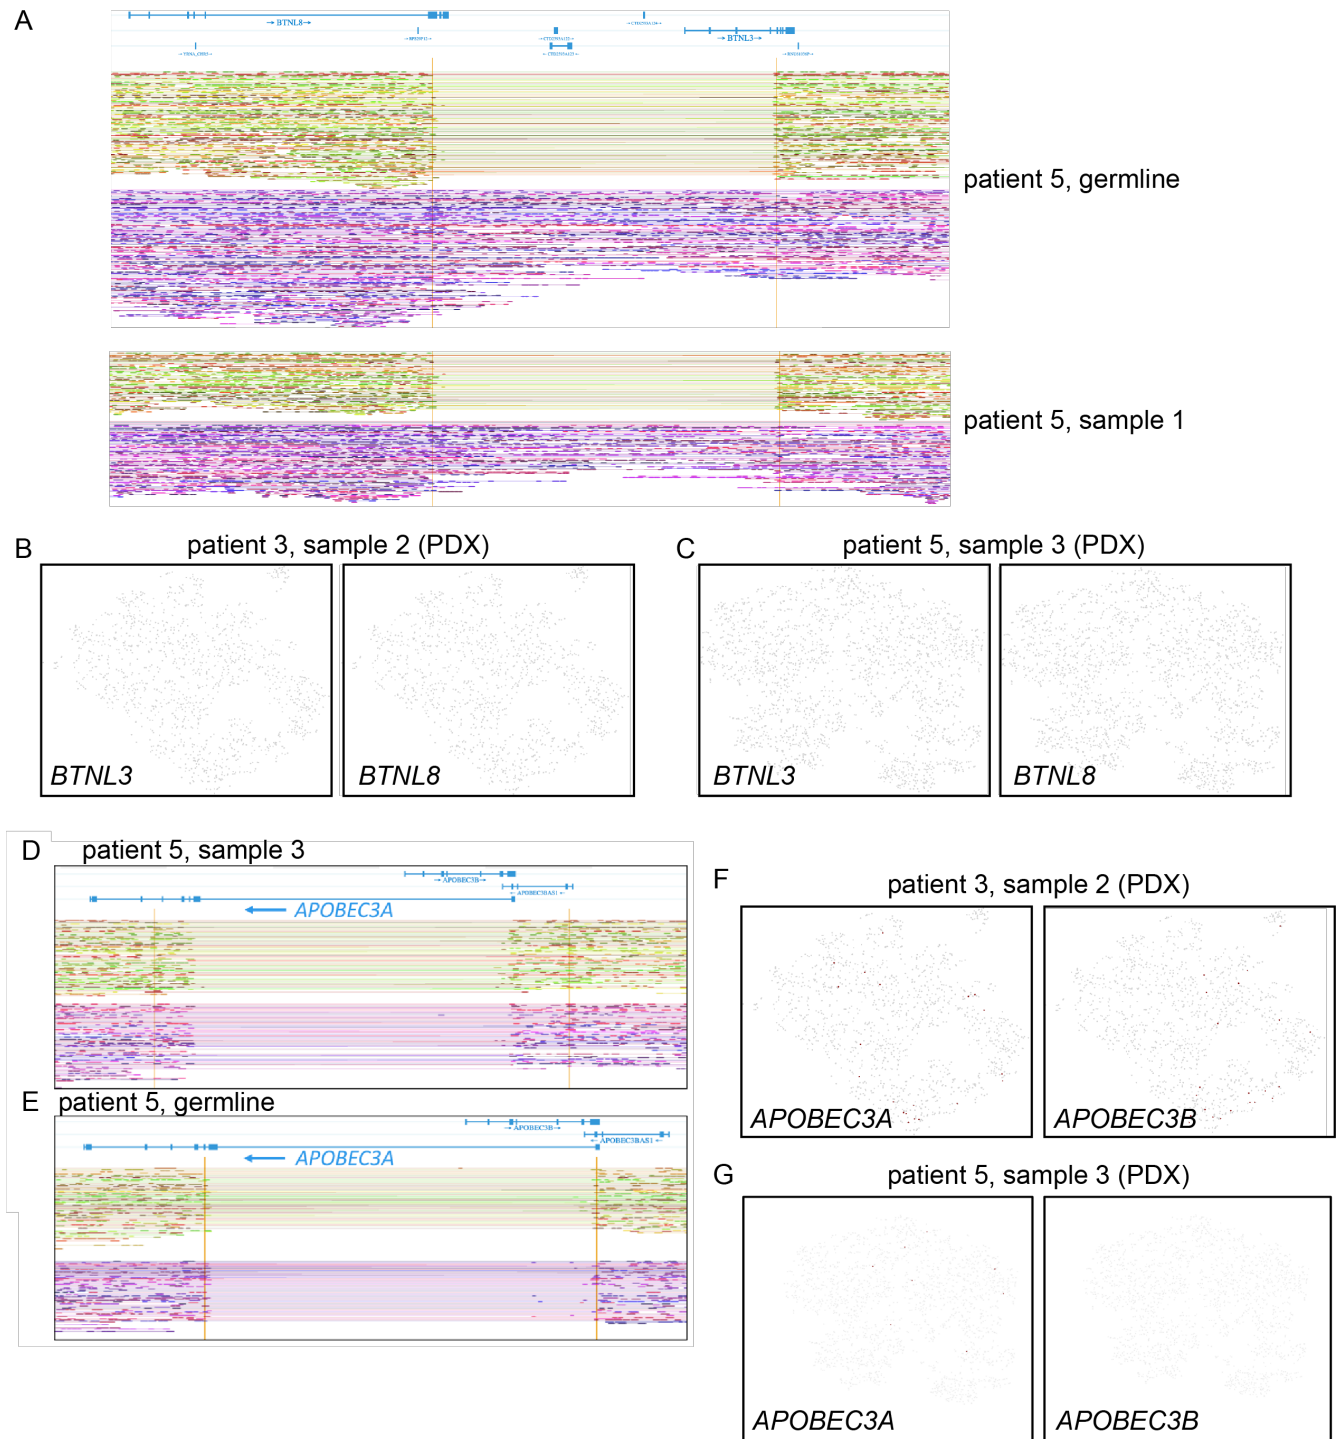 A
→BTNL8→
→BTNL3→
patient 5, germline
patient 5, sample 1
B
patient 3, sample 2 (PDX)
BTNL3
BTNL8
C
patient 5, sample 3 (PDX)
BTNL3
BTNL8
D
patient 5, sample 3
→APOBEC3B→
←APOBEC3BAS1←
← APOBEC3A
E
patient 5, germline
→APOBEC3B→
←APOBEC3BAS1←
← APOBEC3A
F
patient 3, sample 2 (PDX)
APOBEC3A
APOBEC3B
G
patient 5, sample 3 (PDX)
APOBEC3A
APOBEC3B